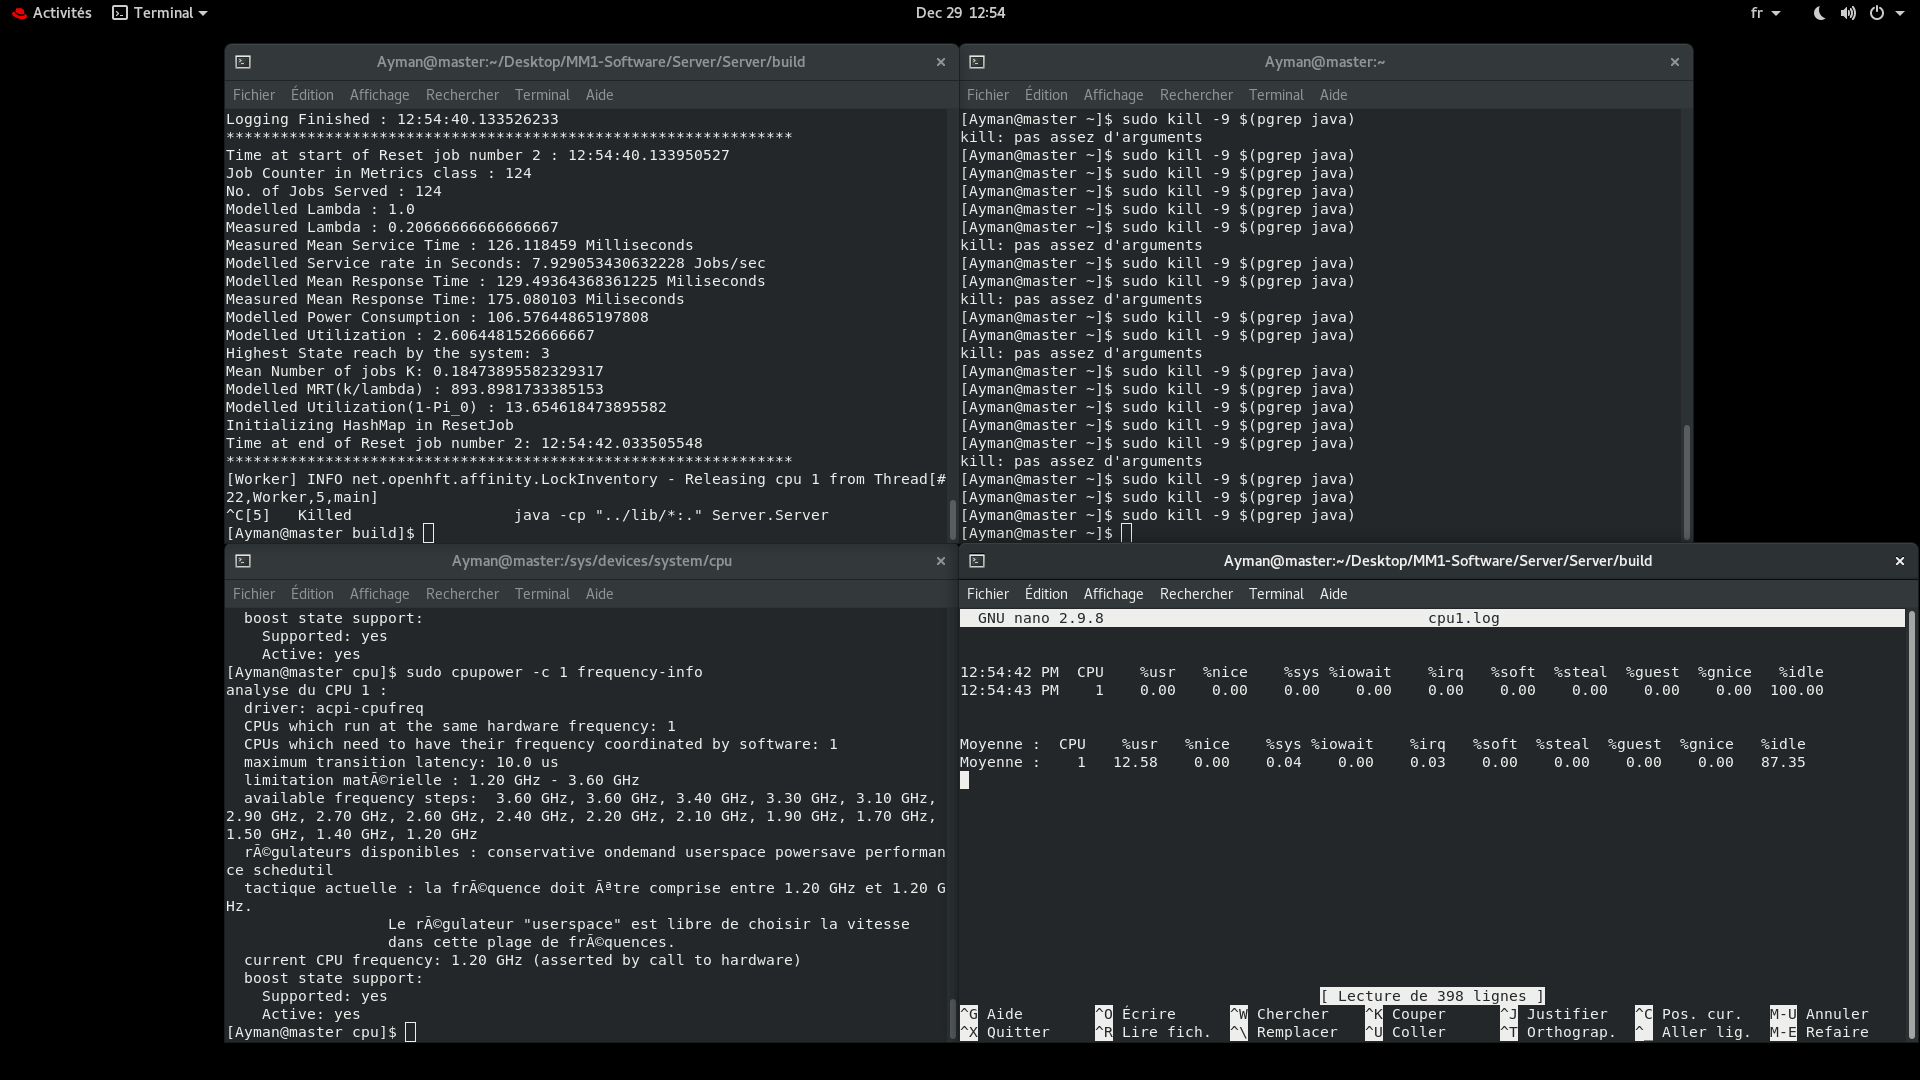 Activités Terminal Dec 29 12:54 fr
Ayman@master:~/Desktop/MM1-Software/Server/Server/build ×
Fichier Édition Affichage Rechercher Terminal Aide
Logging Finished : 12:54:40.133526233
***************************************************************
Time at start of Reset job number 2 : 12:54:40.133950527
Job Counter in Metrics class : 124
No. of Jobs Served : 124
Modelled Lambda : 1.0
Measured Lambda : 0.20666666666666667
Measured Mean Service Time : 126.118459 Milliseconds
Modelled Service rate in Seconds: 7.929053430632228 Jobs/sec
Modelled Mean Response Time : 129.49364368361225 Miliseconds
Measured Mean Response Time: 175.080103 Miliseconds
Modelled Power Consumption : 106.57644865197808
Modelled Utilization : 2.6064481526666667
Highest State reach by the system: 3
Mean Number of jobs K: 0.18473895582329317
Modelled MRT(k/lambda) : 893.8981733385153
Modelled Utilization(1-Pi_0) : 13.654618473895582
Initializing HashMap in ResetJob
Time at end of Reset job number 2: 12:54:42.033505548
***************************************************************
[Worker] INFO net.openhft.affinity.LockInventory - Releasing cpu 1 from Thread[#
22,Worker,5,main]
^C[5]   Killed                  java -cp "../lib/*:." Server.Server
[Ayman@master build]$
Ayman@master:~ ×
Fichier Édition Affichage Rechercher Terminal Aide
[Ayman@master ~]$ sudo kill -9 $(pgrep java)
kill: pas assez d'arguments
[Ayman@master ~]$ sudo kill -9 $(pgrep java)
[Ayman@master ~]$ sudo kill -9 $(pgrep java)
[Ayman@master ~]$ sudo kill -9 $(pgrep java)
[Ayman@master ~]$ sudo kill -9 $(pgrep java)
[Ayman@master ~]$ sudo kill -9 $(pgrep java)
kill: pas assez d'arguments
[Ayman@master ~]$ sudo kill -9 $(pgrep java)
[Ayman@master ~]$ sudo kill -9 $(pgrep java)
kill: pas assez d'arguments
[Ayman@master ~]$ sudo kill -9 $(pgrep java)
[Ayman@master ~]$ sudo kill -9 $(pgrep java)
kill: pas assez d'arguments
[Ayman@master ~]$ sudo kill -9 $(pgrep java)
[Ayman@master ~]$ sudo kill -9 $(pgrep java)
[Ayman@master ~]$ sudo kill -9 $(pgrep java)
[Ayman@master ~]$ sudo kill -9 $(pgrep java)
[Ayman@master ~]$ sudo kill -9 $(pgrep java)
kill: pas assez d'arguments
[Ayman@master ~]$ sudo kill -9 $(pgrep java)
[Ayman@master ~]$ sudo kill -9 $(pgrep java)
[Ayman@master ~]$ sudo kill -9 $(pgrep java)
[Ayman@master ~]$
Ayman@master:/sys/devices/system/cpu ×
Fichier Édition Affichage Rechercher Terminal Aide
boost state support:
Supported: yes
Active: yes
[Ayman@master cpu]$ sudo cpupower -c 1 frequency-info
analyse du CPU 1 :
driver: acpi-cpufreq
CPUs which run at the same hardware frequency: 1
CPUs which need to have their frequency coordinated by software: 1
maximum transition latency: 10.0 us
limitation matÃ©rielle : 1.20 GHz - 3.60 GHz
available frequency steps:  3.60 GHz, 3.60 GHz, 3.40 GHz, 3.30 GHz, 3.10 GHz,
2.90 GHz, 2.70 GHz, 2.60 GHz, 2.40 GHz, 2.20 GHz, 2.10 GHz, 1.90 GHz, 1.70 GHz,
1.50 GHz, 1.40 GHz, 1.20 GHz
rÃ©gulateurs disponibles : conservative ondemand userspace powersave performan
ce schedutil
tactique actuelle : la frÃ©quence doit Ãªtre comprise entre 1.20 GHz et 1.20 G
Hz.
Le rÃ©gulateur "userspace" est libre de choisir la vitesse
dans cette plage de frÃ©quences.
current CPU frequency: 1.20 GHz (asserted by call to hardware)
boost state support:
Supported: yes
Active: yes
[Ayman@master cpu]$
Ayman@master:~/Desktop/MM1-Software/Server/Server/build ×
Fichier Édition Affichage Rechercher Terminal Aide
GNU nano 2.9.8 cpu1.log
12:54:42 PM  CPU    %usr   %nice    %sys %iowait    %irq   %soft  %steal  %guest  %gnice   %idle
12:54:43 PM    1    0.00    0.00    0.00    0.00    0.00    0.00    0.00    0.00    0.00  100.00
Moyenne :  CPU    %usr   %nice    %sys %iowait    %irq   %soft  %steal  %guest  %gnice   %idle
Moyenne :    1   12.58    0.00    0.04    0.00    0.03    0.00    0.00    0.00    0.00   87.35
[ Lecture de 398 lignes ]
^G Aide ^O Écrire ^W Chercher ^K Couper ^J Justifier ^C Pos. cur. M-U Annuler
^X Quitter ^R Lire fich. ^\ Remplacer ^U Coller ^T Orthograp. ^_ Aller lig. M-E Refaire